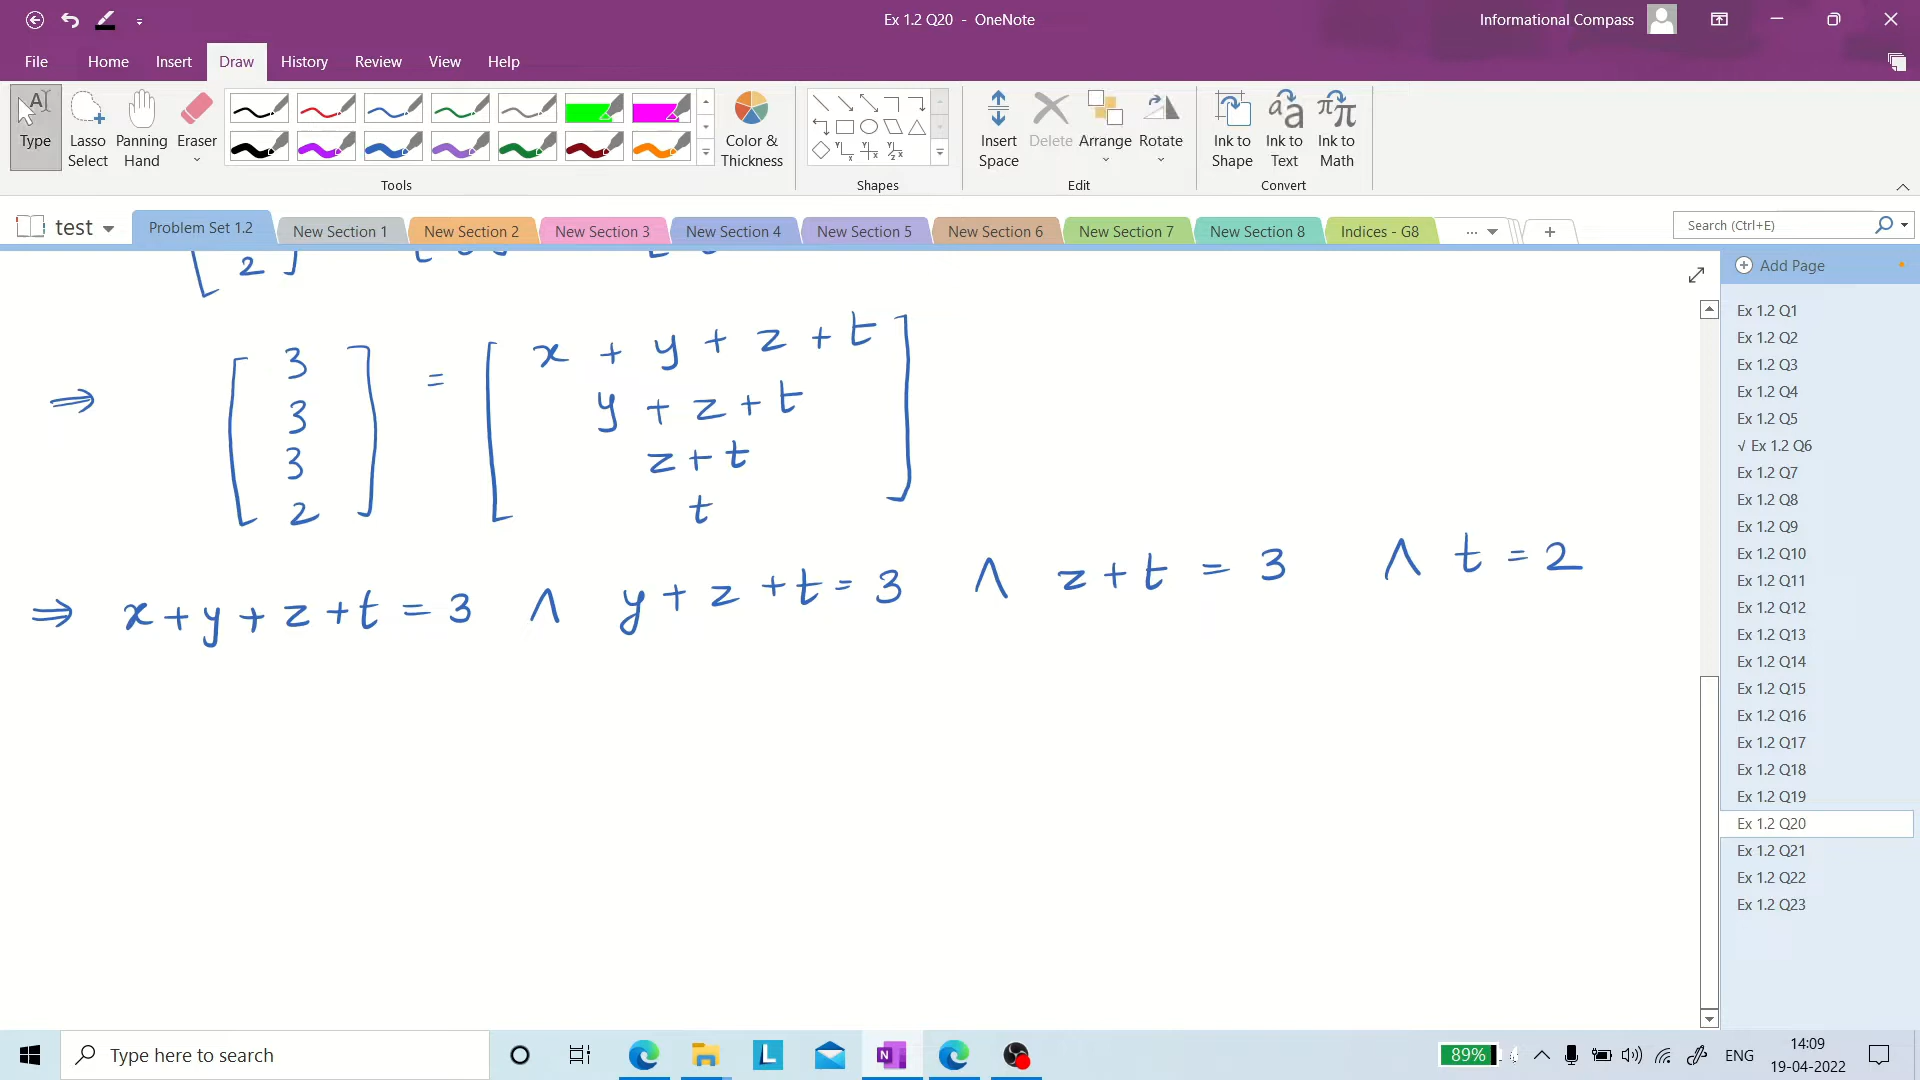 Ex 1.2 Q20 - OneNote
Informational Compass
File Home Insert Draw History Review View Help
Type
Lasso Select
Panning Hand
Eraser
Color & Thickness
Insert Space
Delete
Arrange
Rotate
Ink to Shape
Ink to Text
Ink to Math
Tools
Shapes
Edit
Convert
test
Problem Set 1.2
New Section 1
New Section 2
New Section 3
New Section 4
New Section 5
New Section 6
New Section 7
New Section 8
Indices - G8
...
Search (Ctrl+E)
Add Page
Ex 1.2 Q1
Ex 1.2 Q2
Ex 1.2 Q3
Ex 1.2 Q4
Ex 1.2 Q5
√ Ex 1.2 Q6
Ex 1.2 Q7
Ex 1.2 Q8
Ex 1.2 Q9
Ex 1.2 Q10
Ex 1.2 Q11
Ex 1.2 Q12
Ex 1.2 Q13
Ex 1.2 Q14
Ex 1.2 Q15
Ex 1.2 Q16
Ex 1.2 Q17
Ex 1.2 Q18
Ex 1.2 Q19
Ex 1.2 Q20
Ex 1.2 Q21
Ex 1.2 Q22
Ex 1.2 Q23
2
⇒ [ 3 ] = [ x + y + z + t ]
[ 3 ] [ y + z + t ]
[ 3 ] [ z + t ]
[ 2 ] [ t ]
⇒ x + y + z + t = 3 ∧ y + z + t = 3 ∧ z + t = 3 ∧ t = 2
Type here to search
89%
ENG
14:09
19-04-2022